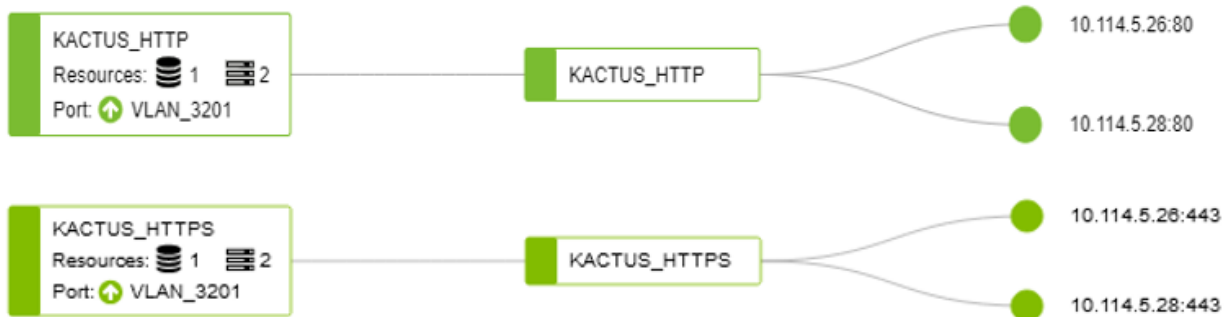 KACTUS_HTTP
Resources: 1 2
Port: VLAN_3201
KACTUS_HTTP
10.114.5.26:80
10.114.5.28:80
KACTUS_HTTPS
Resources: 1 2
Port: VLAN_3201
KACTUS_HTTPS
10.114.5.26:443
10.114.5.28:443